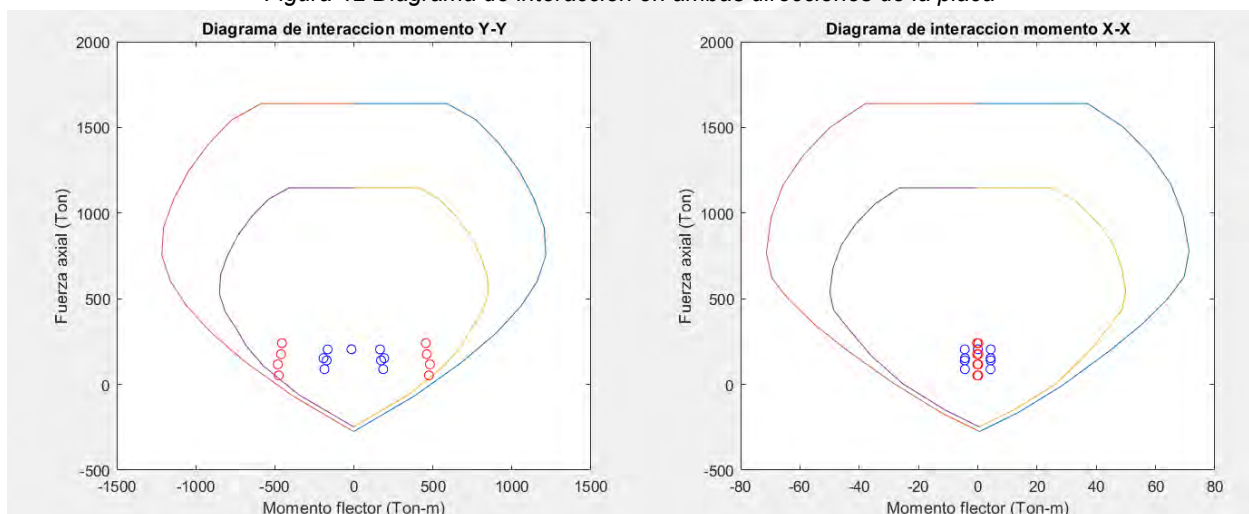 Figura 12 Diagrama de interacción en ambas direcciones de la placa
Diagrama de interaccion momento Y-Y
2000
1500
1000
500
0
-500
Fuerza axial (Ton)
-1500 -1000 -500 0 500 1000 1500
Momento flector (Ton-m)
Diagrama de interaccion momento X-X
2000
1500
1000
500
0
-500
Fuerza axial (Ton)
-80 -60 -40 -20 0 20 40 60 80
Momento flector (Ton-m)